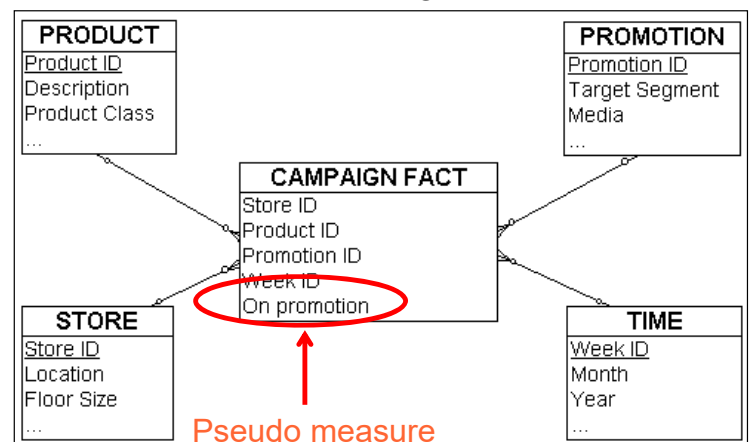 PRODUCT
Product ID
Description
Product Class
...
PROMOTION
Promotion ID
Target Segment
Media
...
CAMPAIGN FACT
Store ID
Product ID
Promotion ID
Week ID
On promotion
STORE
Store ID
Location
Floor Size
...
TIME
Week ID
Month
Year
...
Pseudo measure